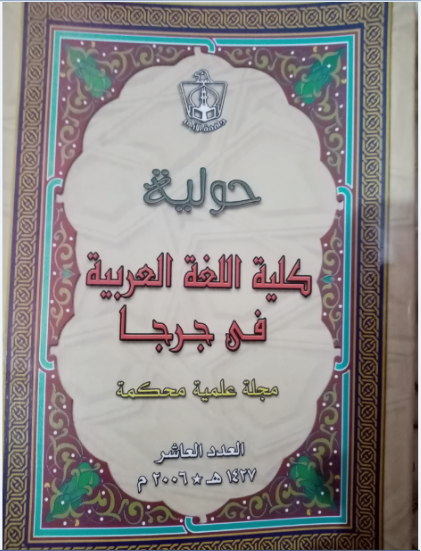 حولية
كلية اللغة العربية
فى جرجا
مجلة علمية محكمة
العدد العاشر
١٤٢٧ هـ * ٢٠٠٦ م